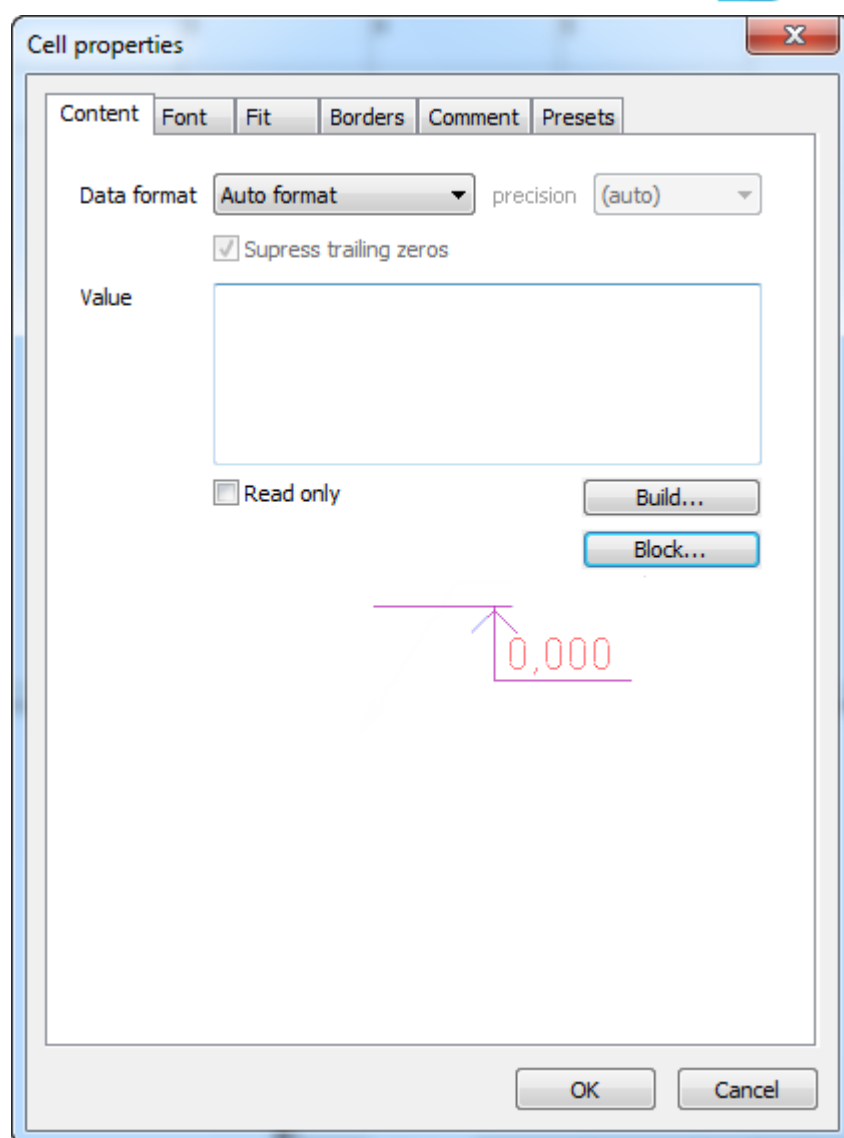 Cell properties
Content Font Fit Borders Comment Presets
Data format Auto format precision (auto)
Supress trailing zeros
Value
Read only Build...
Block...
0,000
OK Cancel